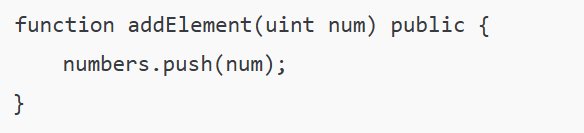 function addElement(uint num) public {
    numbers.push(num);
}